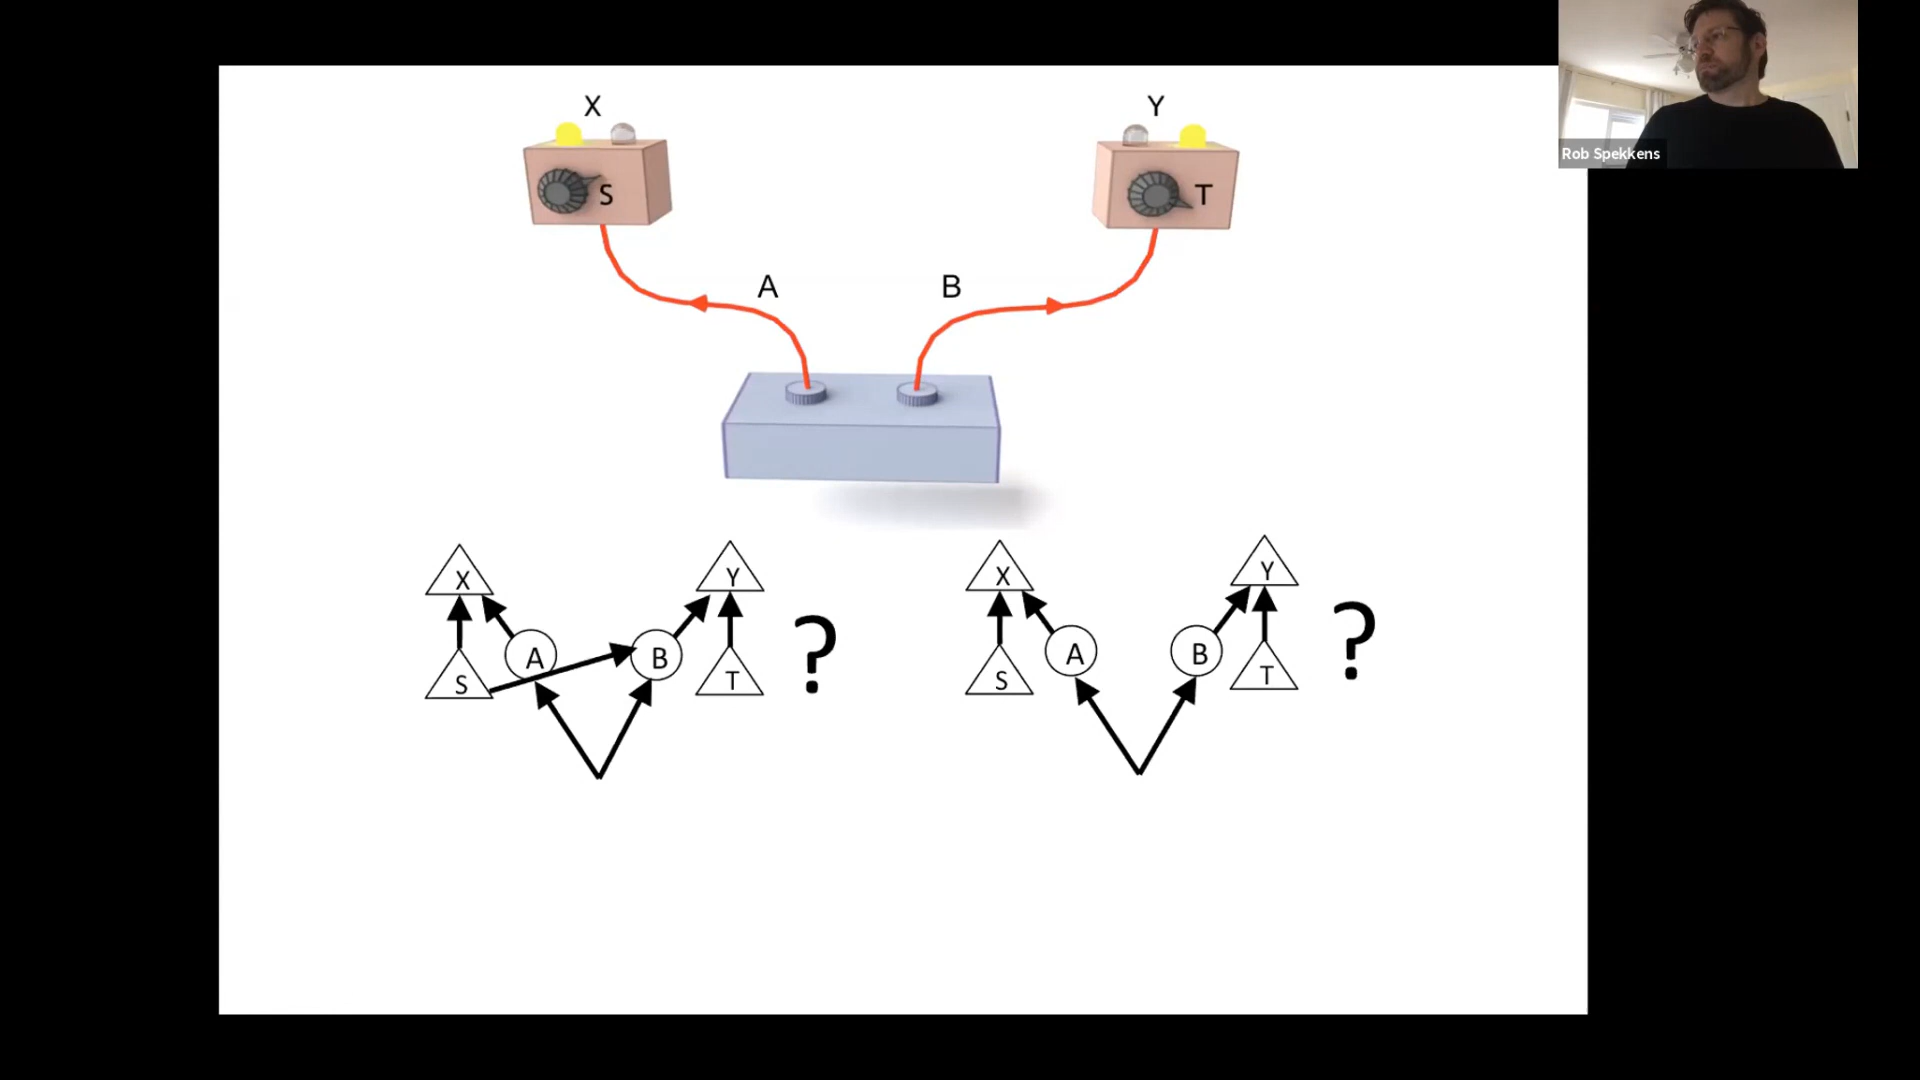 X Y
Rob Spekkens
S T
A B
X Y X Y
? ?
A B A B
S T S T